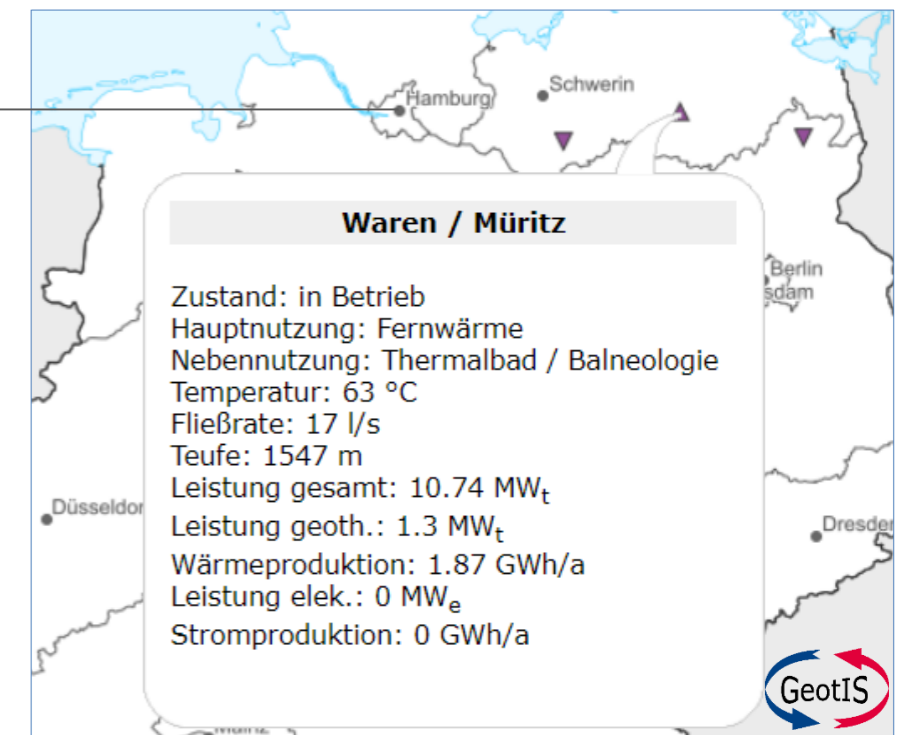 Schwerin
Hamburg
Waren / Müritz
Berlin
sdam
Zustand: in Betrieb
Hauptnutzung: Fernwärme
Nebennutzung: Thermalbad / Balneologie
Temperatur: 63 °C
Fließrate: 17 l/s
Teufe: 1547 m
Leistung gesamt: 10.74 MWt
Leistung geoth.: 1.3 MWt
Wärmeproduktion: 1.87 GWh/a
Leistung elek.: 0 MWe
Stromproduktion: 0 GWh/a
Düsseldor
Dresde
GeotIS